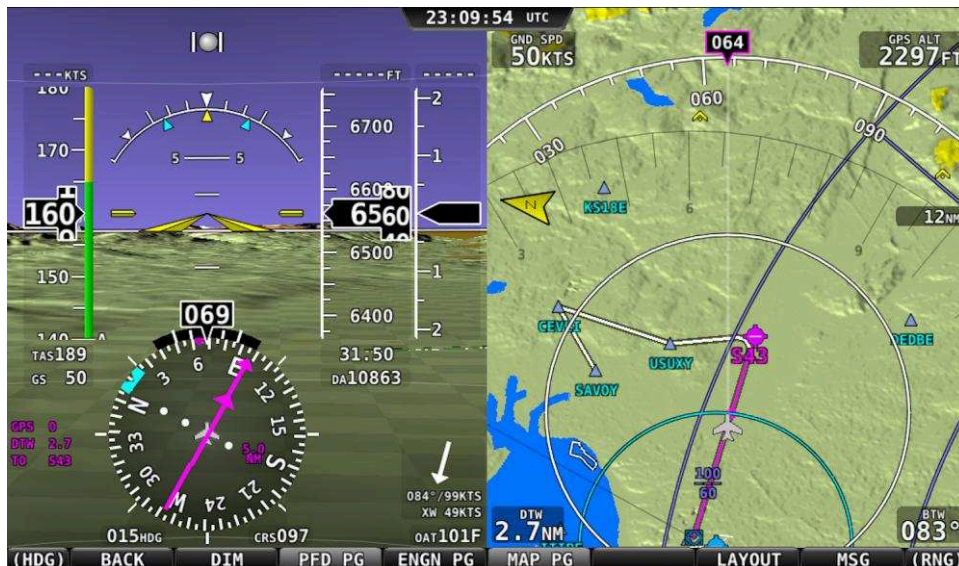 23:09:54 UTC
---KTS
---FT
----
GND SPD
50KTS
064
GPS ALT
2297FT
180
170
160
150
140
6700
6600
6560
6500
6400
2
1
1
2
5 5
060
030
090
N
KS18E
3
6
9
12NM
CEVLI
USUXY
S43
DEDBE
SAVOY
069
TAS189
GS 50
A
31.50
DA10863
GPS 0
DTW 2.7
TO S43
N
3
6
E
12
15
S
21
24
W
30
33
5.0
NM
084°/99KTS
XW 49KTS
015HDG
CRS097
OAT101F
100
60
DTW
2.7NM
BTW
083°
(HDG) BACK DIM PFD PG ENGN PG MAP PG LAYOUT MSG (RNG)